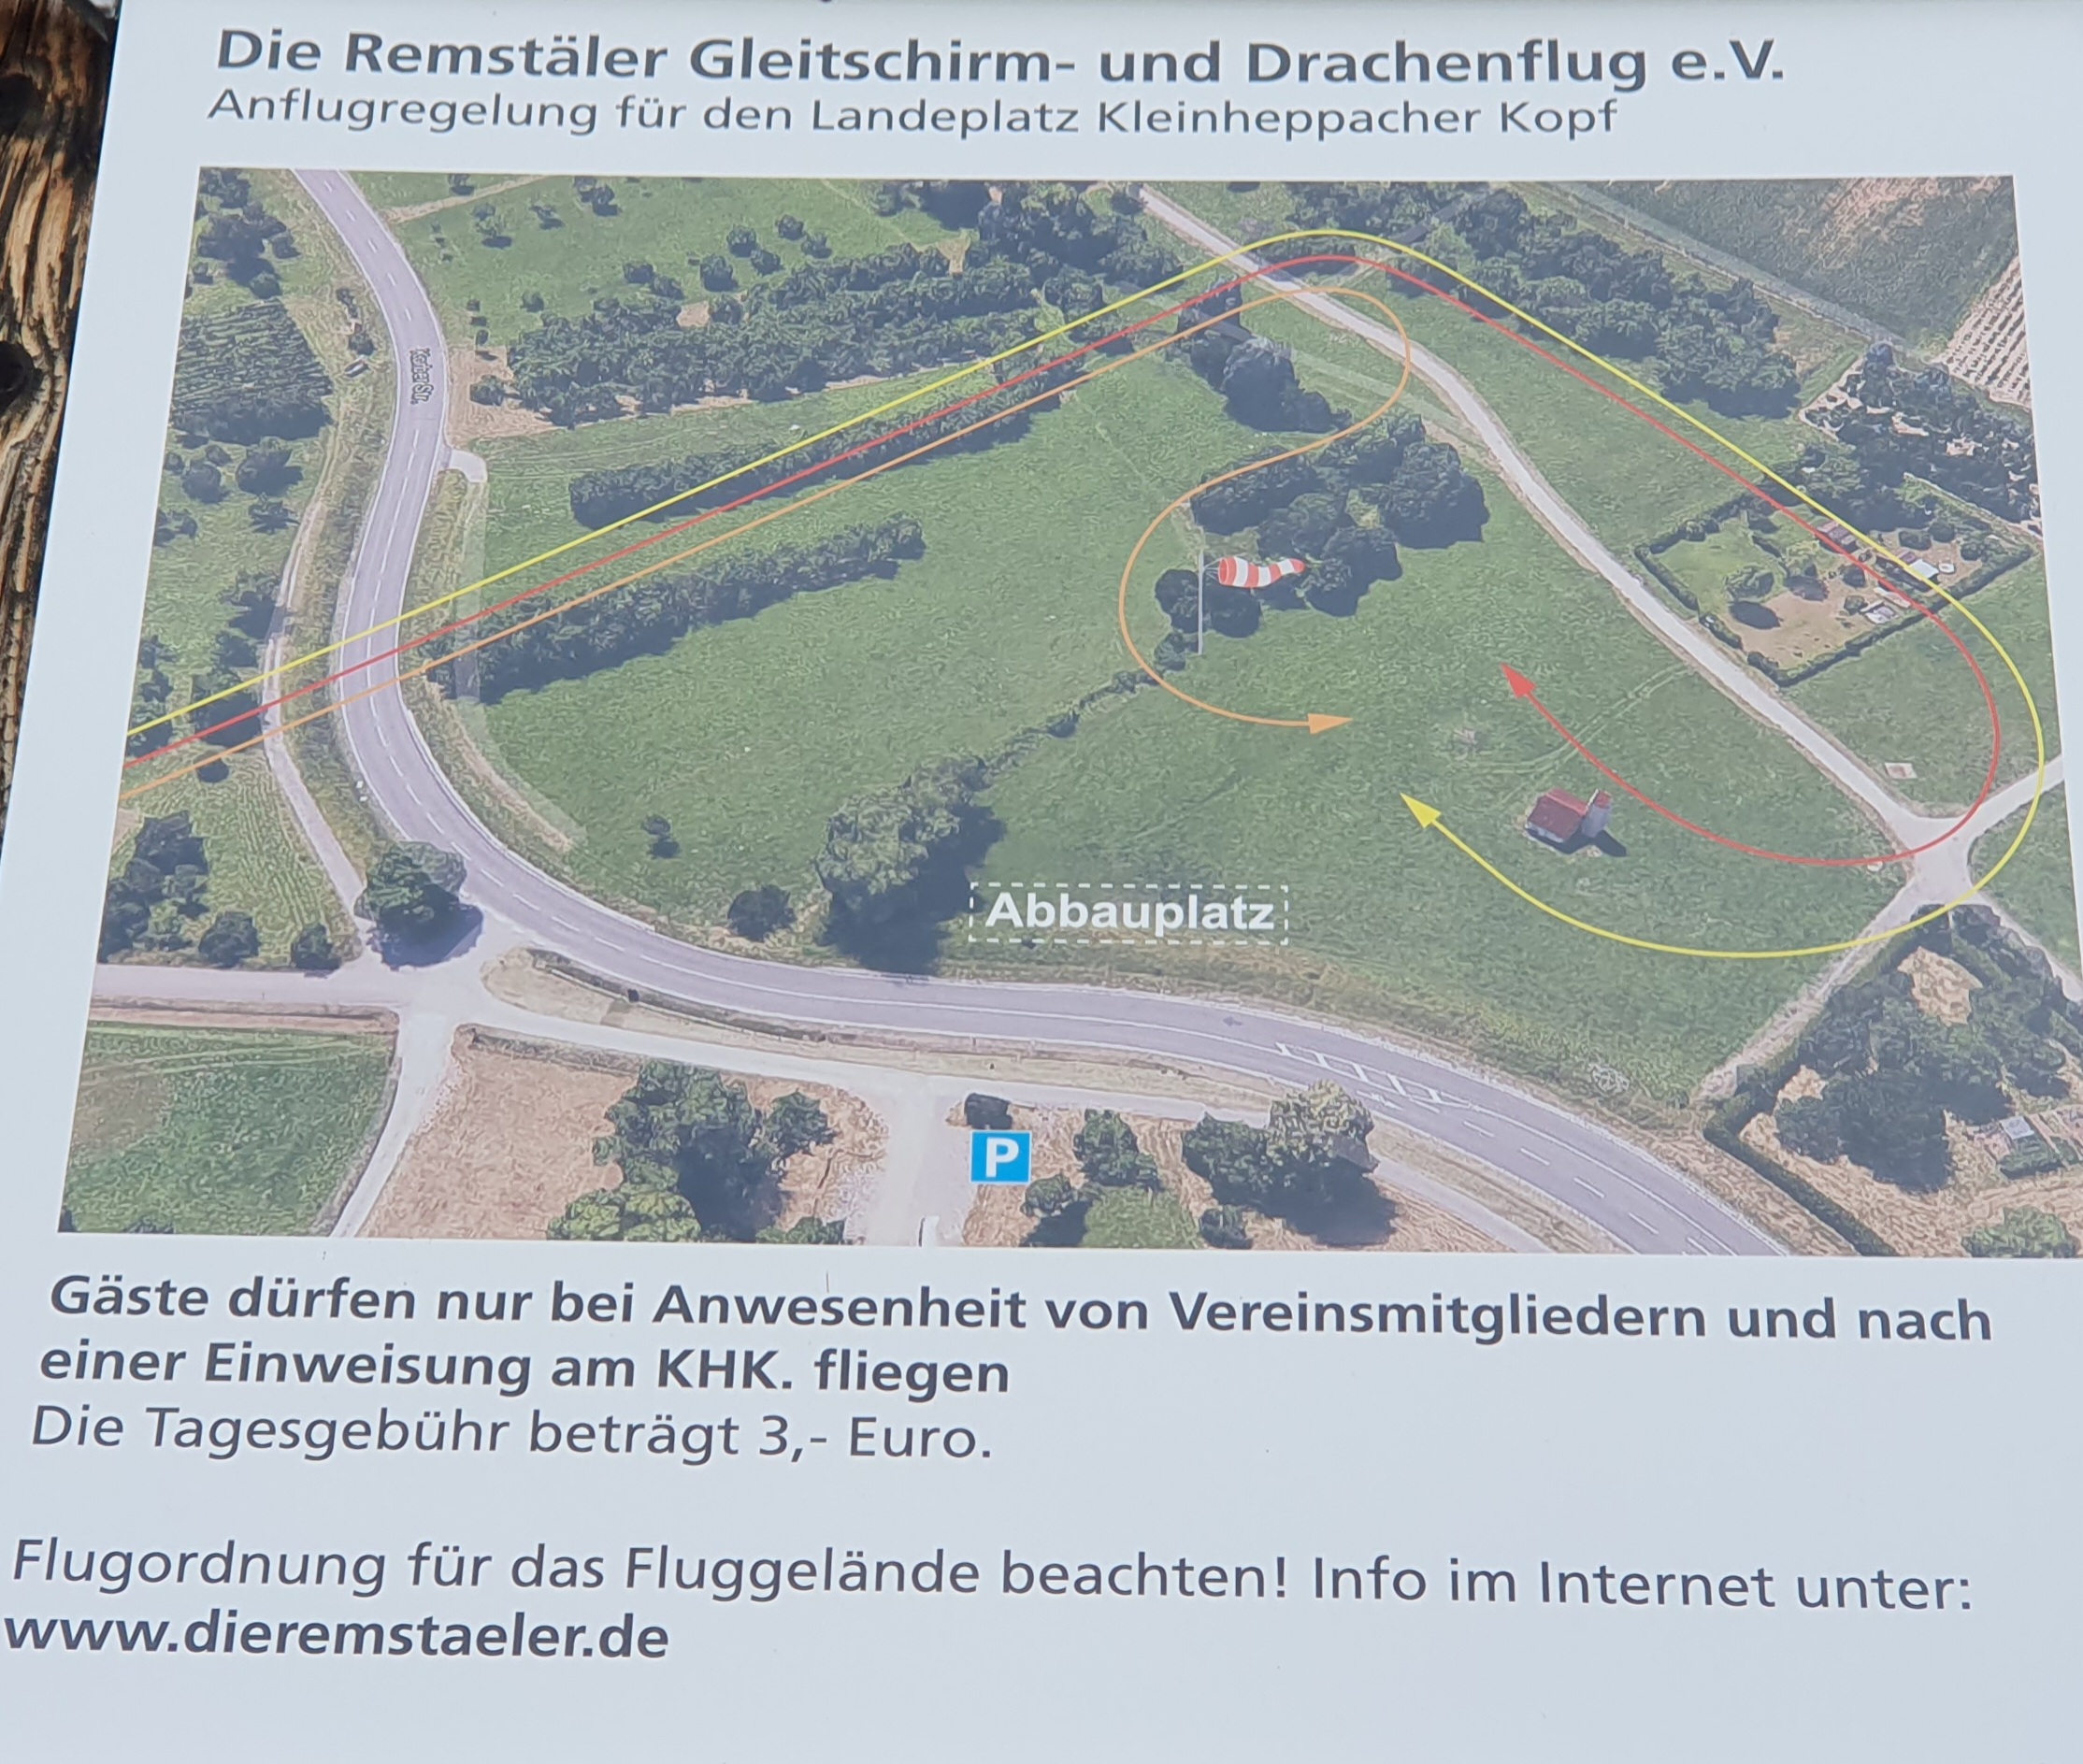 Die Remstäler Gleitschirm- und Drachenflug e.V.
Anflugregelung für den Landeplatz Kleinheppacher Kopf
Abbauplatz
P
Gäste dürfen nur bei Anwesenheit von Vereinsmitgliedern und nach
einer Einweisung am KHK. fliegen
Die Tagesgebühr beträgt 3,- Euro.
Flugordnung für das Fluggelände beachten! Info im Internet unter:
www.dieremstaeler.de